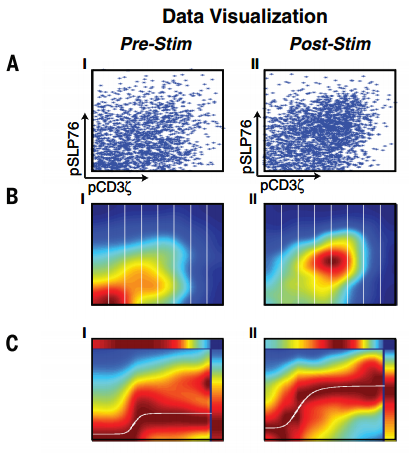 Data Visualization
Pre-Stim Post-Stim
A I II
pSLP76 pSLP76
pCD3ζ pCD3ζ
B I II
C I II